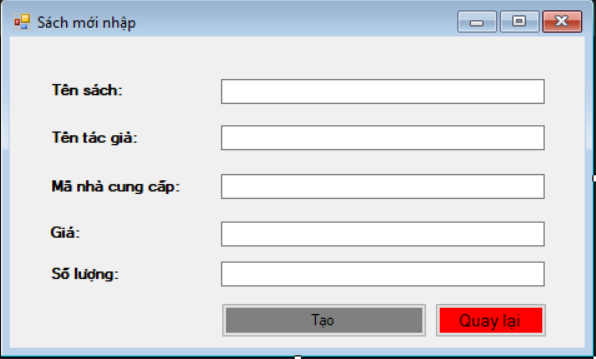 Sách mới nhập
Tên sách:
Tên tác giả:
Mã nhà cung cấp:
Giá:
Số lượng:
Tạo
Quay lại